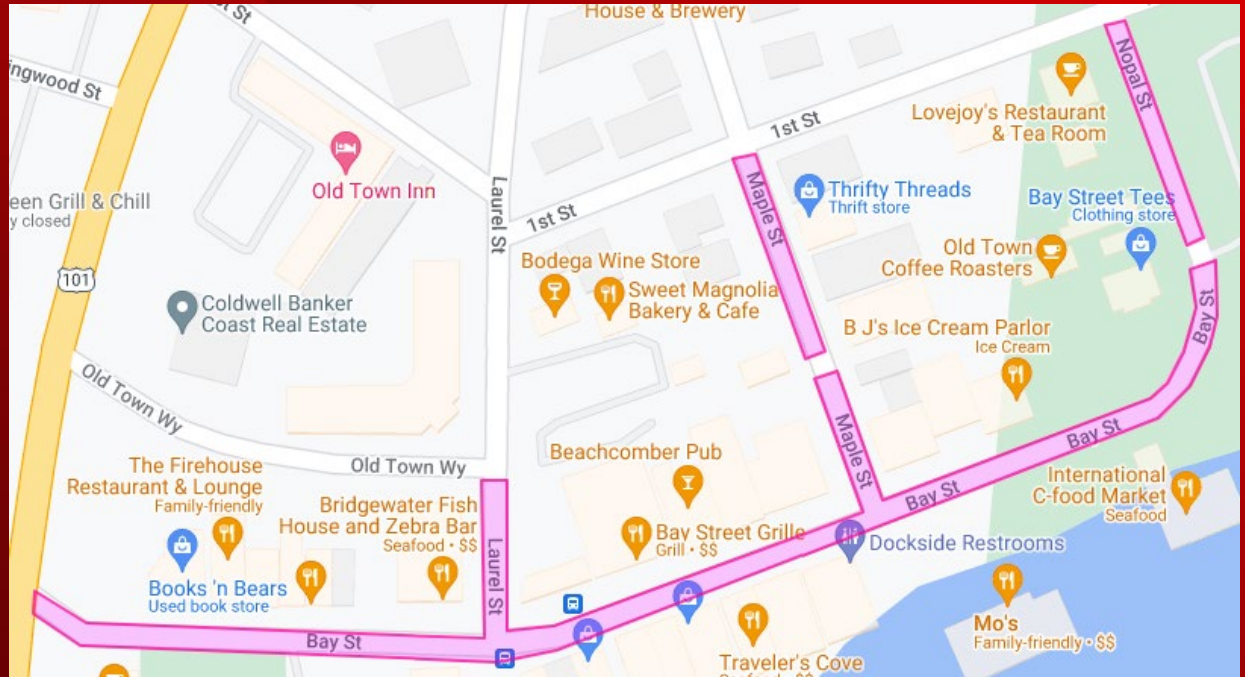 House & Brewery
ngwood St
Laurel St
1st St
Nopal St
Lovejoy's Restaurant
& Tea Room
Old Town Inn
een Grill & Chill
y closed
1st St
Maple St
Thrifty Threads
Thrift store
Bay Street Tees
Clothing store
Old Town
Coffee Roasters
101
Bodega Wine Store
Sweet Magnolia
Bakery & Cafe
Coldwell Banker
Coast Real Estate
Bay St
B J's Ice Cream Parlor
Ice Cream
Old Town Wy
Maple St
Bay St
Old Town Wy
Beachcomber Pub
The Firehouse
Restaurant & Lounge
Family-friendly
Bridgewater Fish
House and Zebra Bar
Seafood • $$
Bay St
International
C-food Market
Seafood
Bay Street Grille
Grill • $$
Dockside Restrooms
Laurel St
Books 'n Bears
Used book store
Bay St
Mo's
Family-friendly • $$
Traveler's Cove